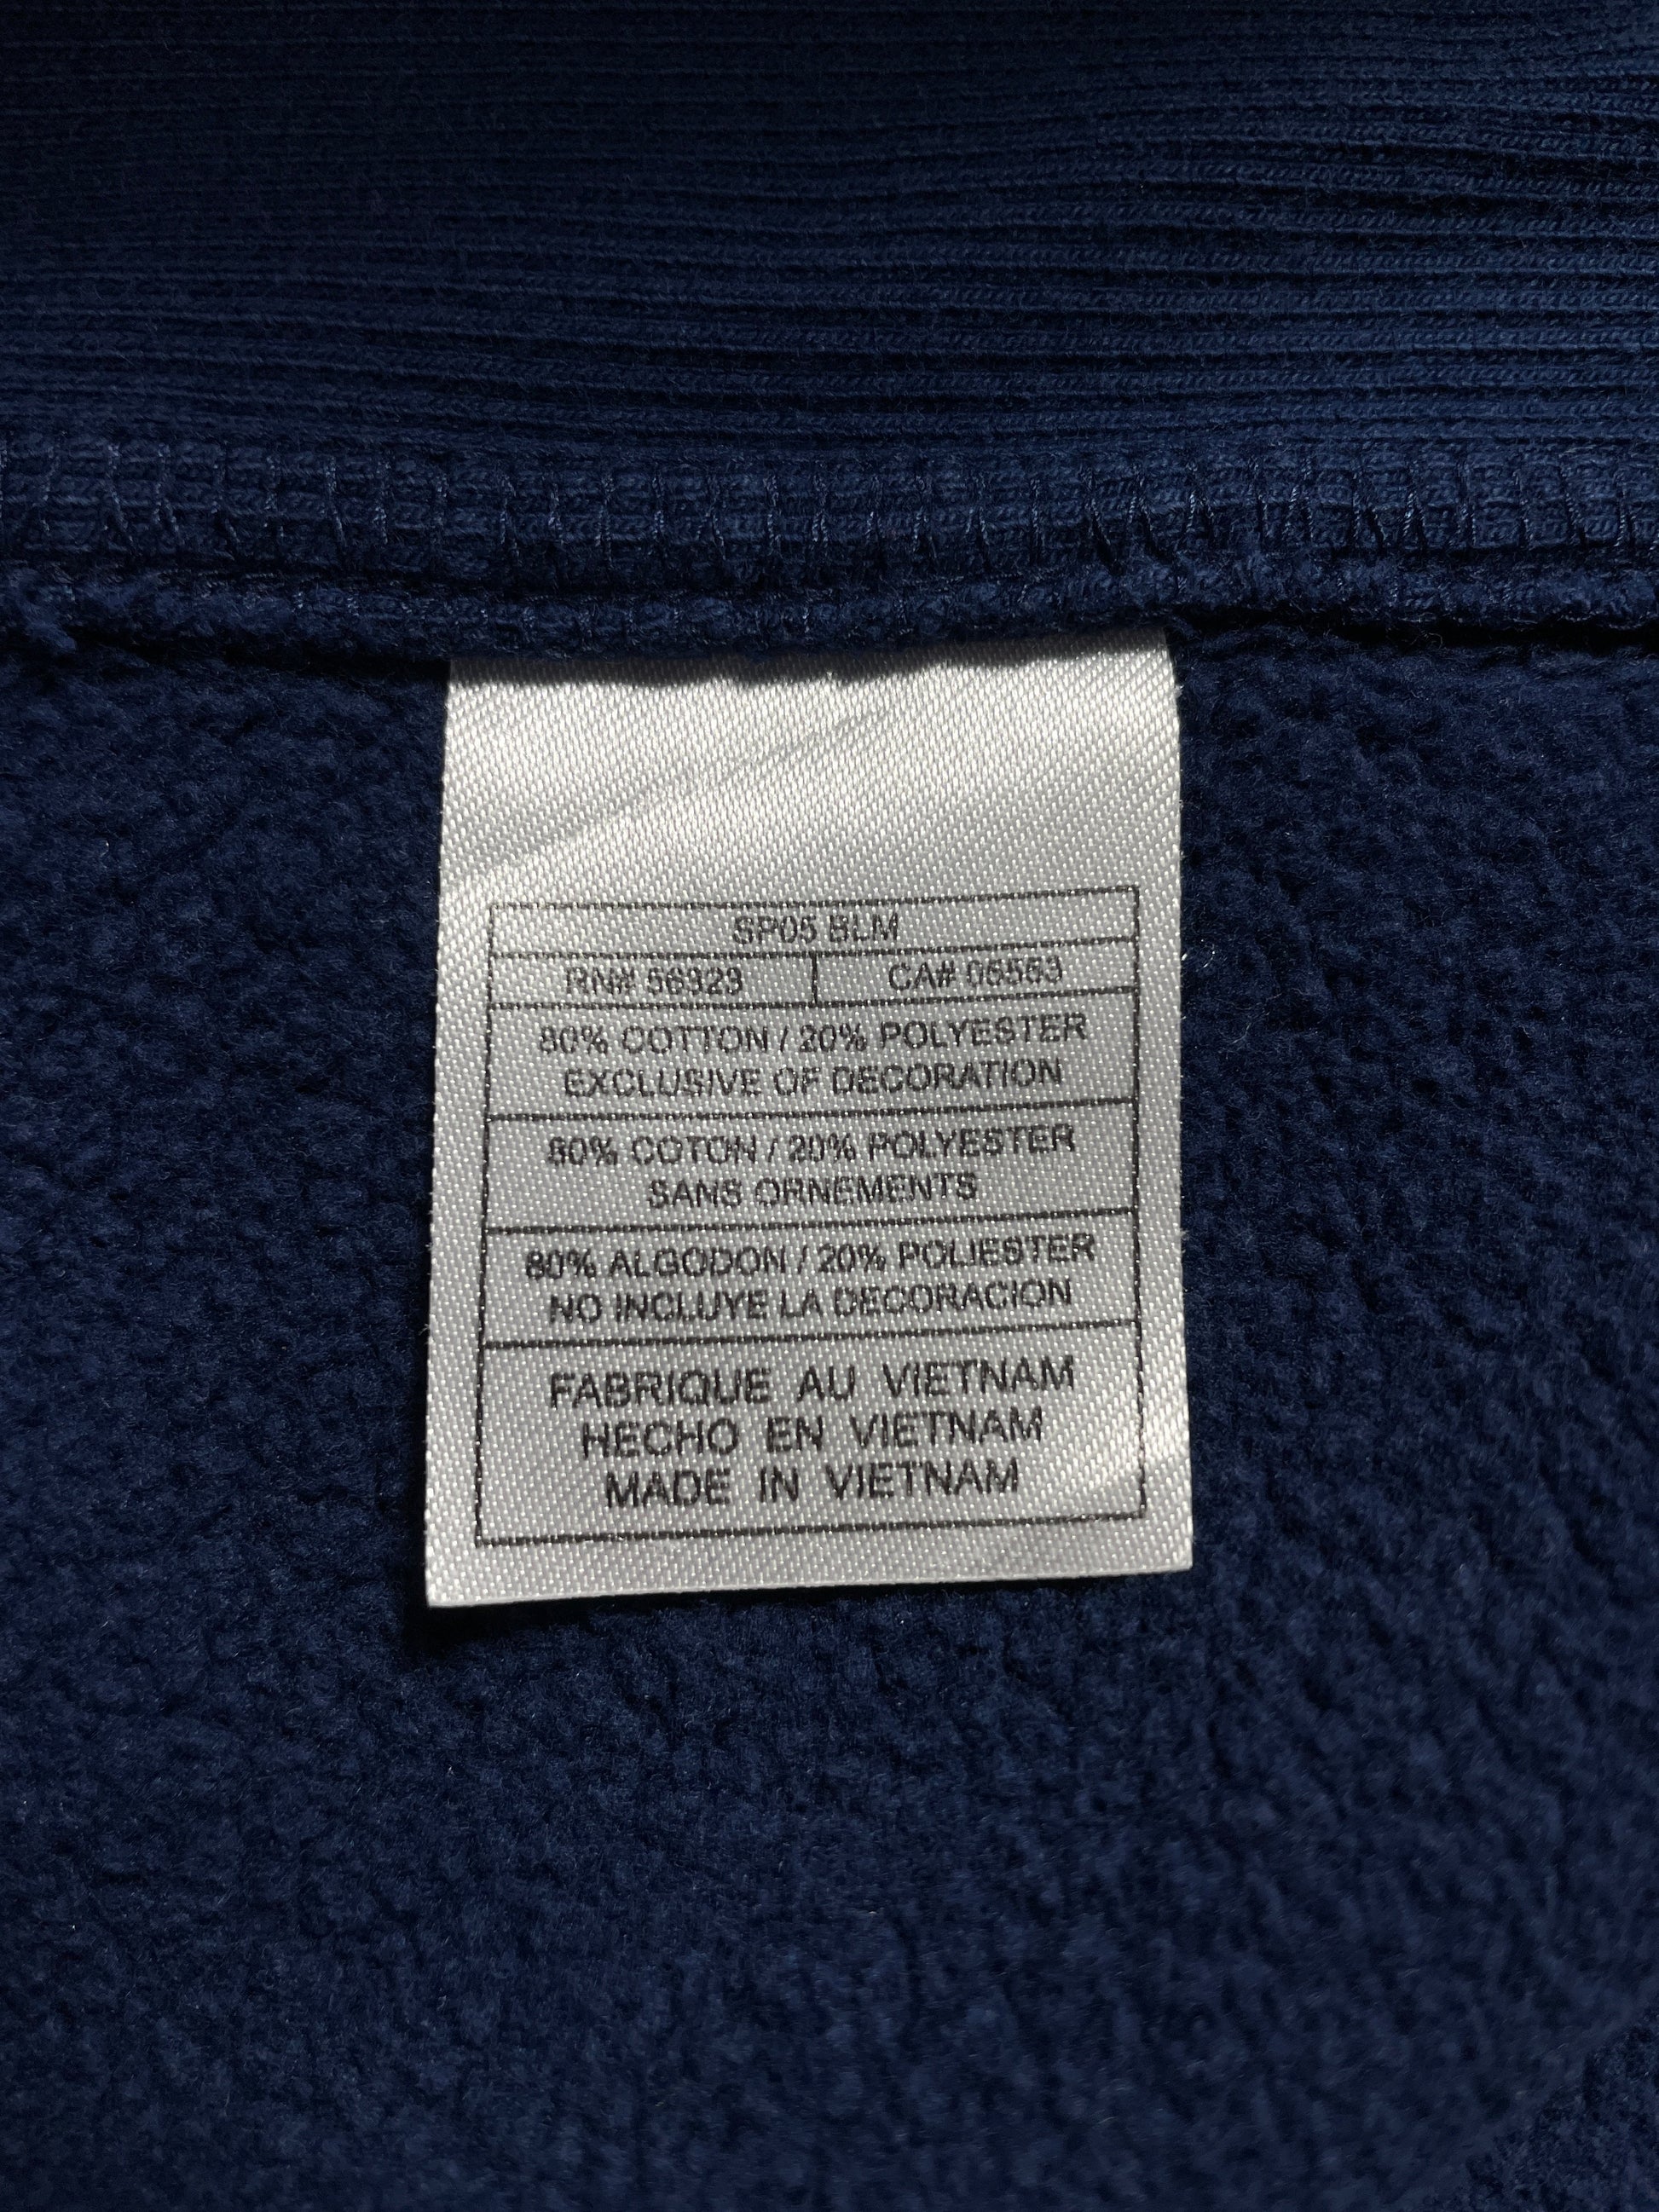 SP05 BLM
RN# 56323 CA# 05553
80% COTTON / 20% POLYESTER
EXCLUSIVE OF DECORATION
80% COTON / 20% POLYESTER
SANS ORNEMENTS
80% ALGODON / 20% POLIESTER
NO INCLUYE LA DECORACION
FABRIQUE AU VIETNAM
HECHO EN VIETNAM
MADE IN VIETNAM